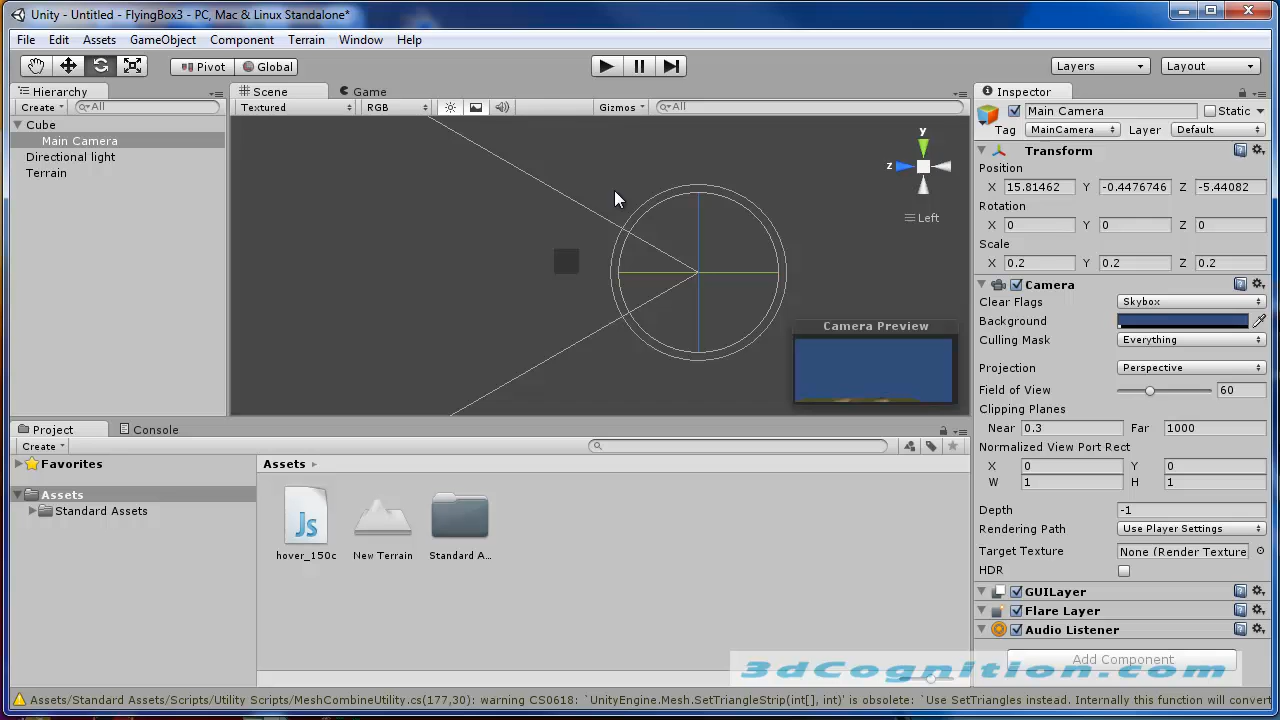 Unity - Untitled - FlyingBox3 - PC, Mac & Linux Standalone*
File Edit Assets GameObject Component Terrain Window Help
Pivot Global Layers Layout
Hierarchy
Create All
Cube
Main Camera
Directional light
Terrain
Scene Game
Textured RGB Gizmos All
y
z
Left
Camera Preview
Project Console
Create
Favorites
Assets
Standard Assets
Assets
Js
hover_150c New Terrain Standard A...
Inspector
Main Camera Static
Tag MainCamera Layer Default
Transform
Position
X 15.81462 Y -0.4476746 Z -5.44082
Rotation
X 0 Y 0 Z 0
Scale
X 0.2 Y 0.2 Z 0.2
Camera
Clear Flags Skybox
Background
Culling Mask Everything
Projection Perspective
Field of View 60
Clipping Planes
Near 0.3 Far 1000
Normalized View Port Rect
X 0 Y 0
W 1 H 1
Depth -1
Rendering Path Use Player Settings
Target Texture None (Render Texture
HDR
GUILayer
Flare Layer
Audio Listener
Add Component
3dCognition.com
Assets/Standard Assets/Scripts/Utility Scripts/MeshCombineUtility.cs(177,30): warning CS0618: `UnityEngine.Mesh.SetTriangleStrip(int[], int)' is obsolete: `Use SetTriangles instead. Internally this function will convert